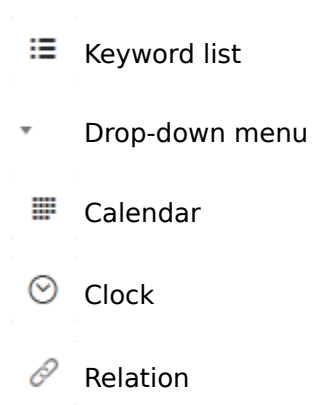 Keyword list
Drop-down menu
Calendar
Clock
Relation